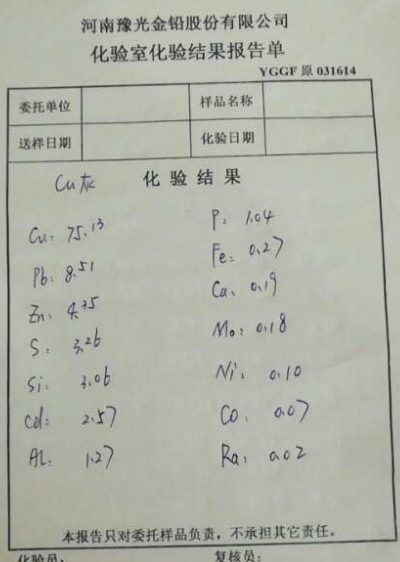 河南豫光金铅股份有限公司
化验室化验结果报告单
YGGF 原 031614
委托单位 样品名称
送样日期 化验日期
Cu灰 化验结果
Cu: 75.13 P: 1.04
Pb: 8.51 Fe: 0.27
Zn: 4.35 Ca: 0.19
S: 3.26 Mo: 0.18
Si: 3.06 Ni: 0.10
Cd: 2.57 Co: 0.07
AL: 1.27 Ra: 0.02
本报告只对委托样品负责，不承担其它责任。
化验员: 复核员: